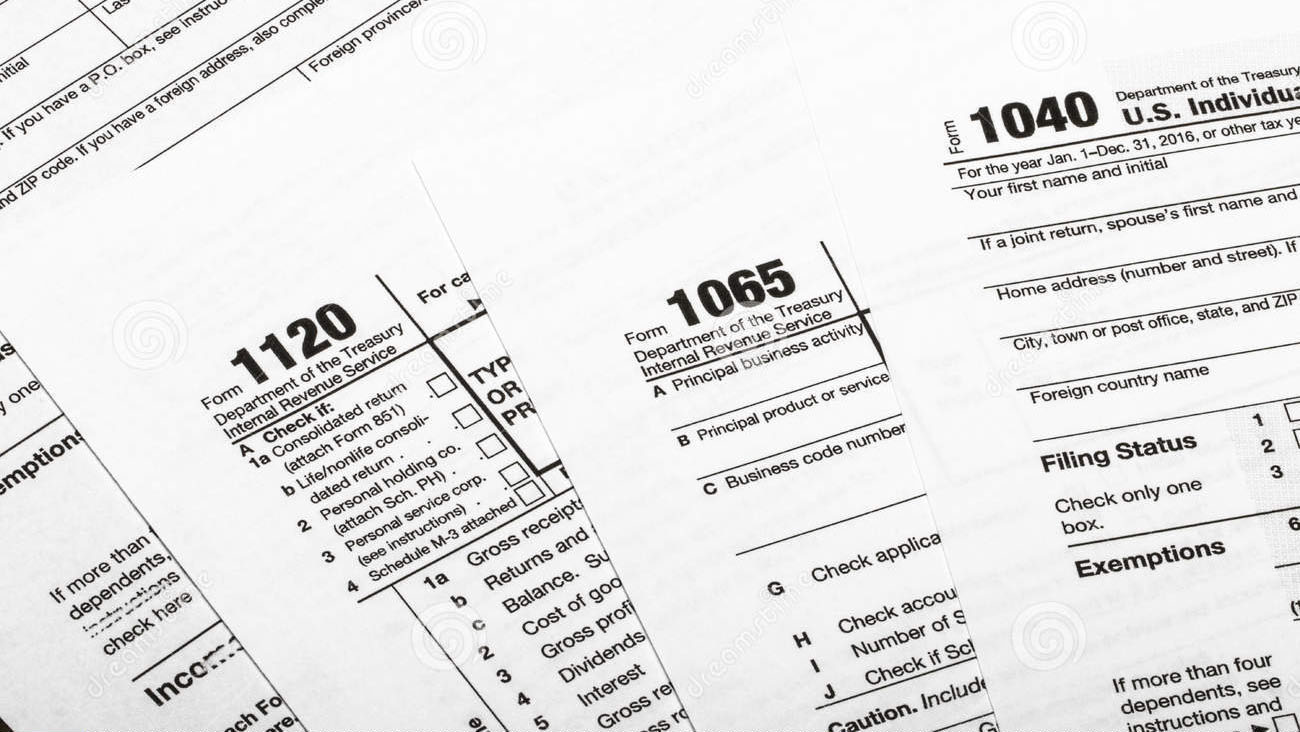 Las
nitial
. If you have a P.O. box, see instruc
nd ZIP code. If you have a foreign address, also comple
Foreign province/
y one
emptions
If more than
dependents,
instructions
check here
Incom
ach Fo
ere.
Form 1120
Department of the Treasury
Internal Revenue Service
For ca
TYP
OR
PR
A Check if:
1a Consolidated return
(attach Form 851)
b Life/nonlife consoli-
dated return
2 Personal holding co.
(attach Sch. PH)
3 Personal service corp.
(see instructions)
4 Schedule M-3 attached
1a Gross receipt
b Returns and
c Balance. Su
2 Cost of goo
3 Gross profi
4 Dividends
5 Interest
Gross re
ss ro
Form 1065
Department of the Treasury
Internal Revenue Service
A Principal business activity
B Principal product or service
C Business code number
G Check applica
H Check accou
I Number of S
J Check if Sch
Caution. Include
Form 1040
Department of the Treasury
U.S. Individua
For the year Jan. 1–Dec. 31, 2016, or other tax ye
Your first name and initial
If a joint return, spouse's first name and
Home address (number and street). If
City, town or post office, state, and ZIP
Foreign country name
Filing Status
1
2
3
Check only one
box.
Exemptions
6
If more than four
dependents, see
instructions and
dreamstime